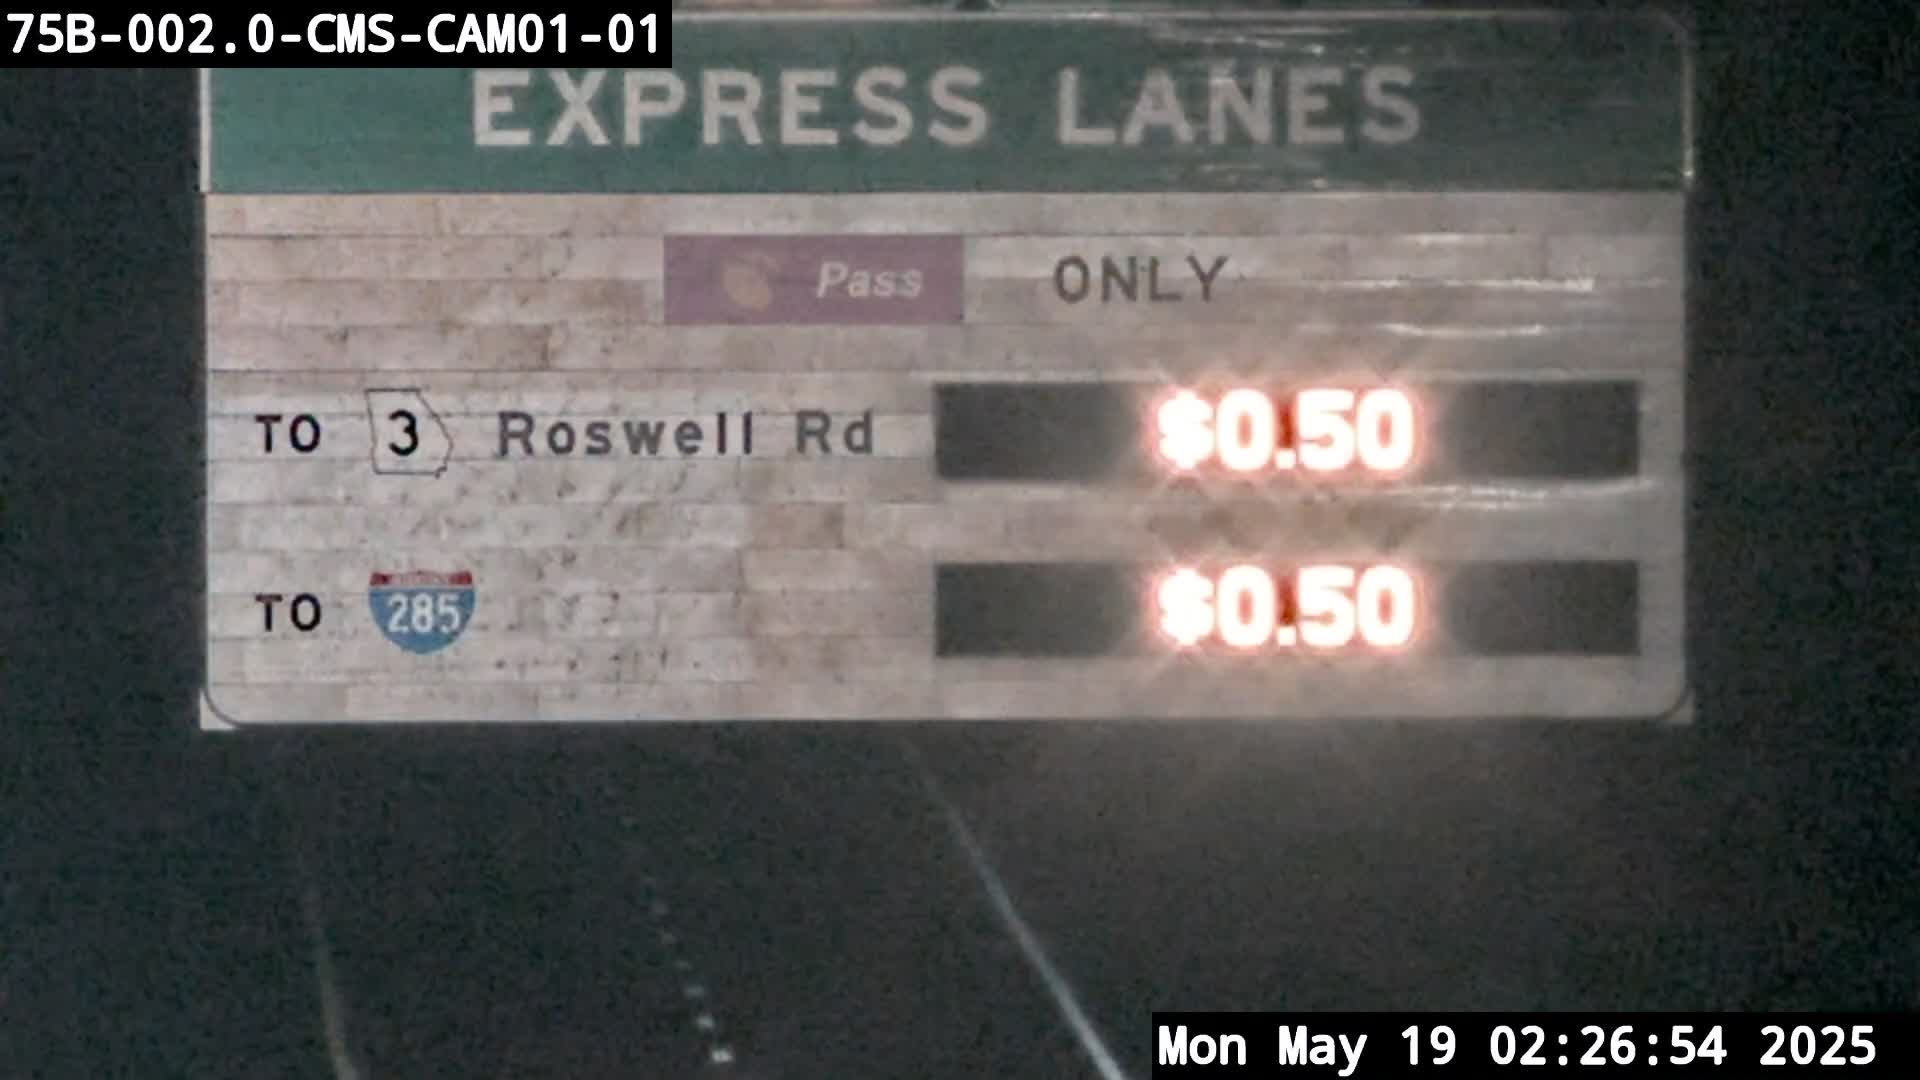 75B-002.0-CMS-CAM01-01
EXPRESS LANES
Pass ONLY
TO 3 Roswell Rd $0.50
TO 285 $0.50
Mon May 19 02:26:54 2025